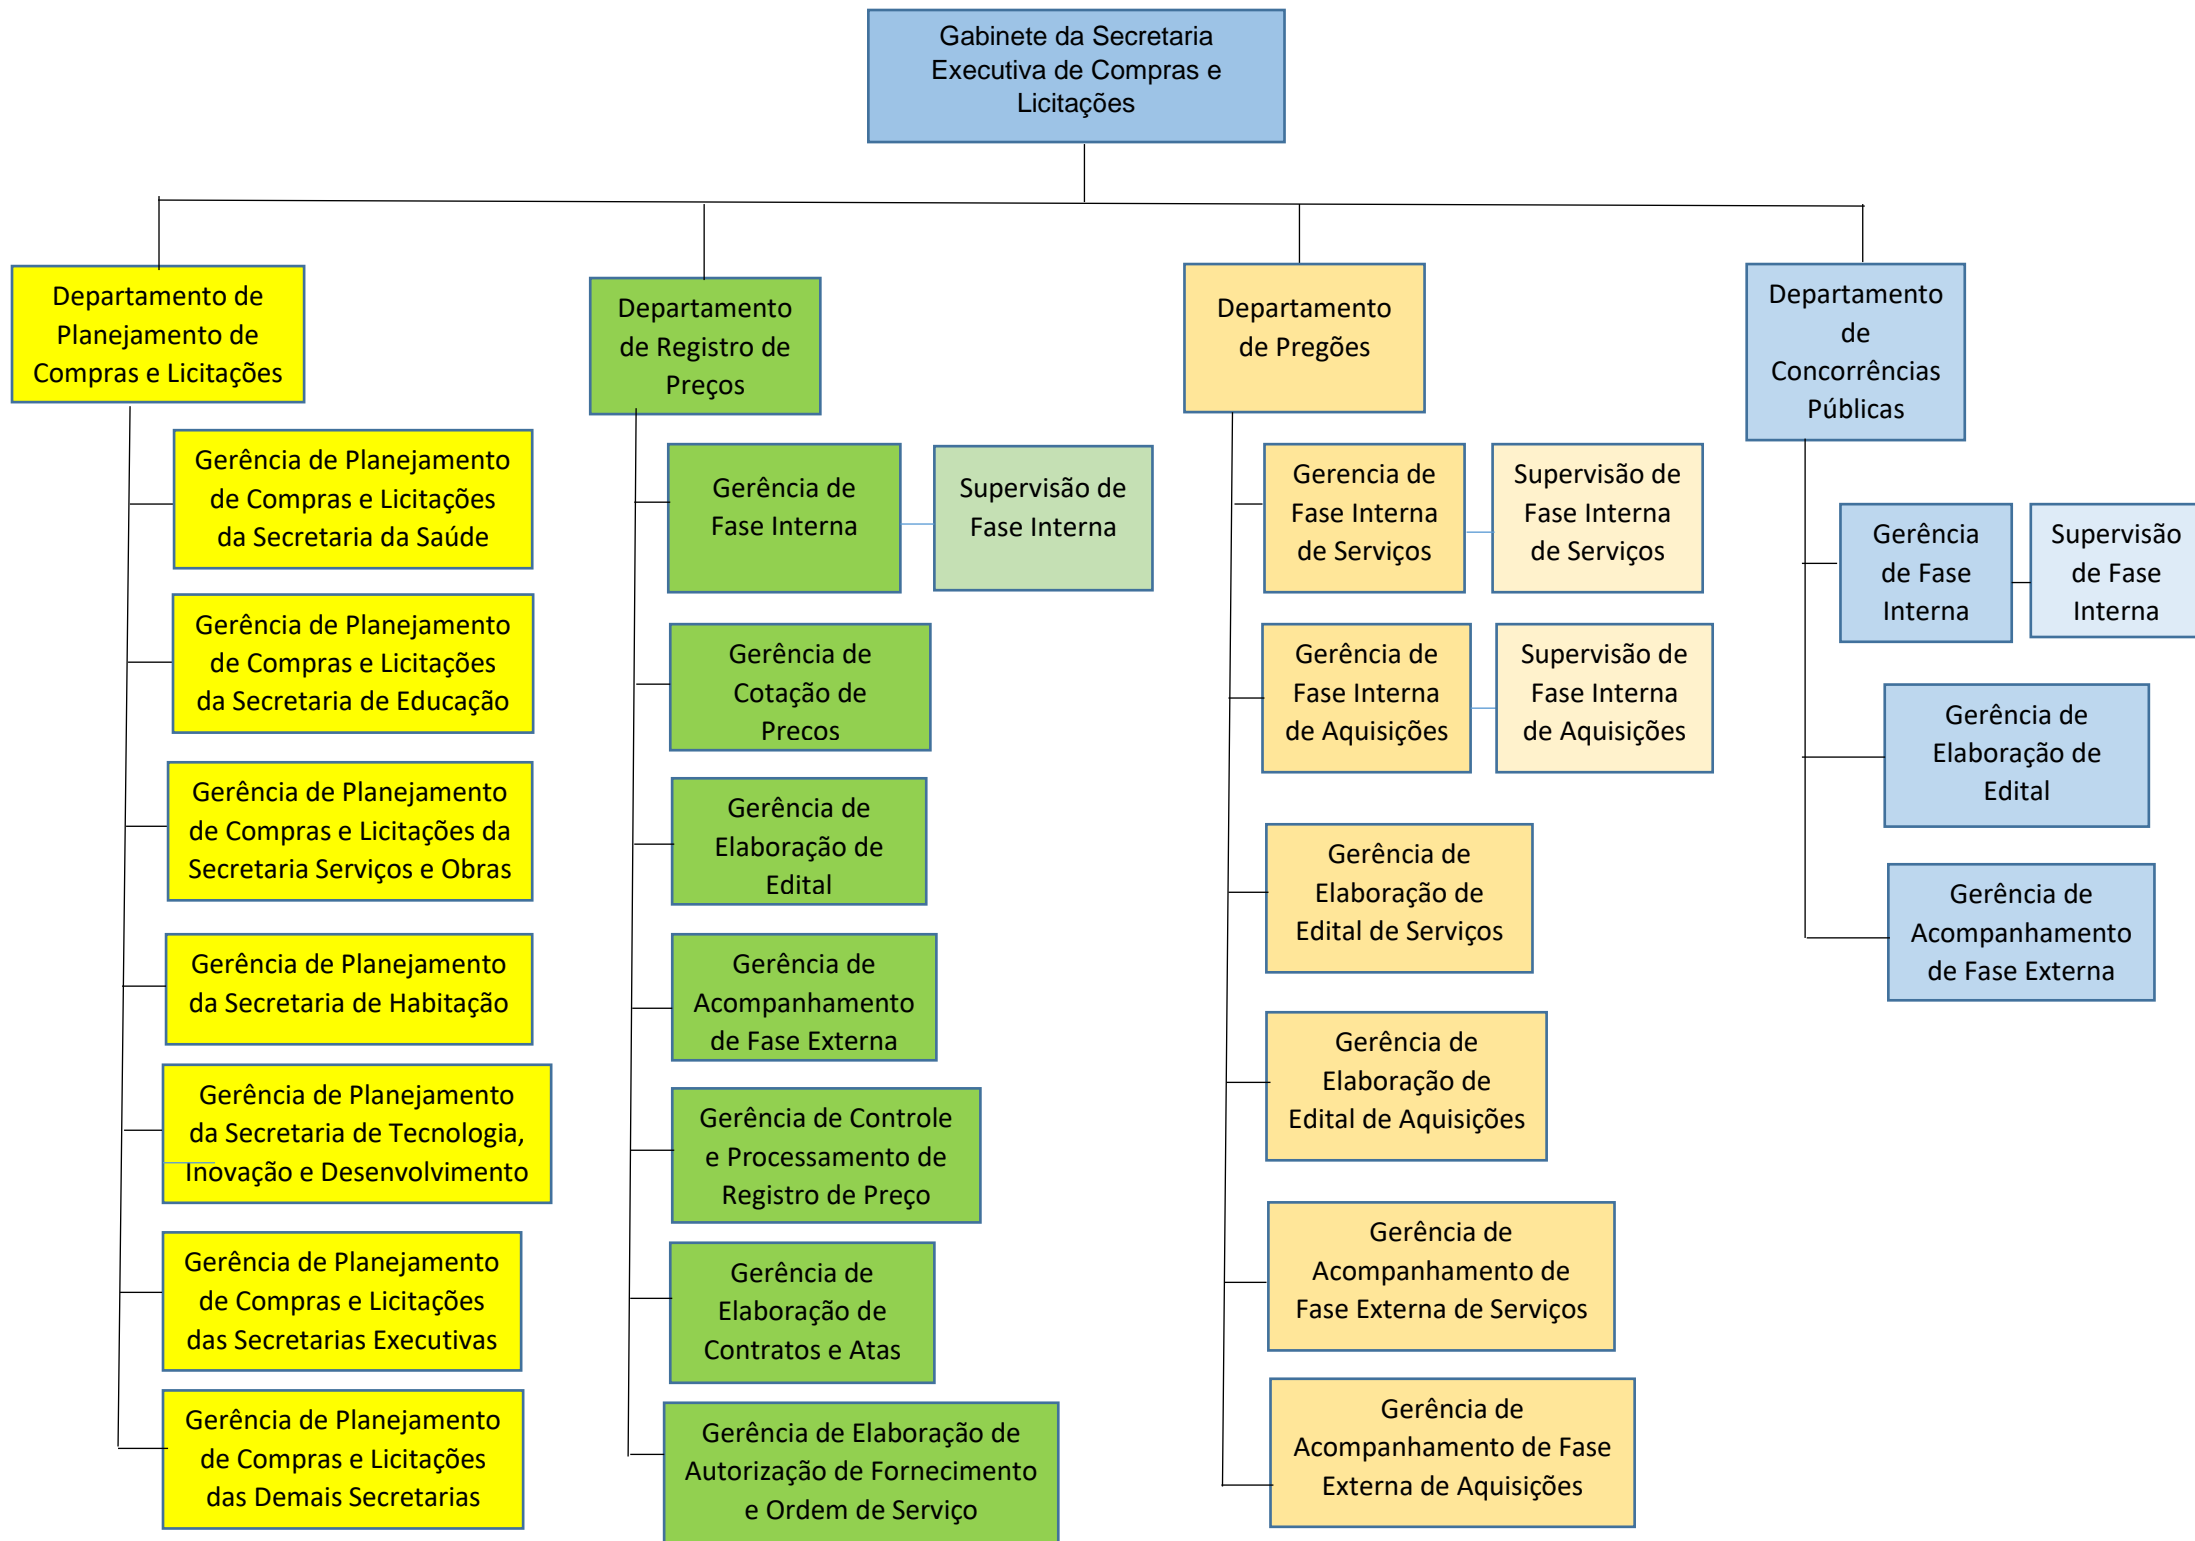 Gabinete da Secretaria
Executiva de Compras e
Licitações
Departamento de
Planejamento de
Compras e Licitações
Gerência de Planejamento
de Compras e Licitações
da Secretaria da Saúde
Gerência de Planejamento
de Compras e Licitações
da Secretaria de Educação
Gerência de Planejamento
de Compras e Licitações da
Secretaria Serviços e Obras
Gerência de Planejamento
da Secretaria de Habitação
Gerência de Planejamento
da Secretaria de Tecnologia,
Inovação e Desenvolvimento
Gerência de Planejamento
de Compras e Licitações
das Secretarias Executivas
Gerência de Planejamento
de Compras e Licitações
das Demais Secretarias
Departamento
de Registro de
Preços
Gerência de
Fase Interna
Supervisão de
Fase Interna
Gerência de
Cotação de
Precos
Gerência de
Elaboração de
Edital
Gerência de
Acompanhamento
de Fase Externa
Gerência de Controle
e Processamento de
Registro de Preço
Gerência de
Elaboração de
Contratos e Atas
Gerência de Elaboração de
Autorização de Fornecimento
e Ordem de Serviço
Departamento
de Pregões
Gerencia de
Fase Interna
de Serviços
Supervisão de
Fase Interna
de Serviços
Gerência de
Fase Interna
de Aquisições
Supervisão de
Fase Interna
de Aquisições
Gerência de
Elaboração de
Edital de Serviços
Gerência de
Elaboração de
Edital de Aquisições
Gerência de
Acompanhamento de
Fase Externa de Serviços
Gerência de
Acompanhamento de Fase
Externa de Aquisições
Departamento
de
Concorrências
Públicas
Gerência
de Fase
Interna
Supervisão
de Fase
Interna
Gerência de
Elaboração de
Edital
Gerência de
Acompanhamento
de Fase Externa